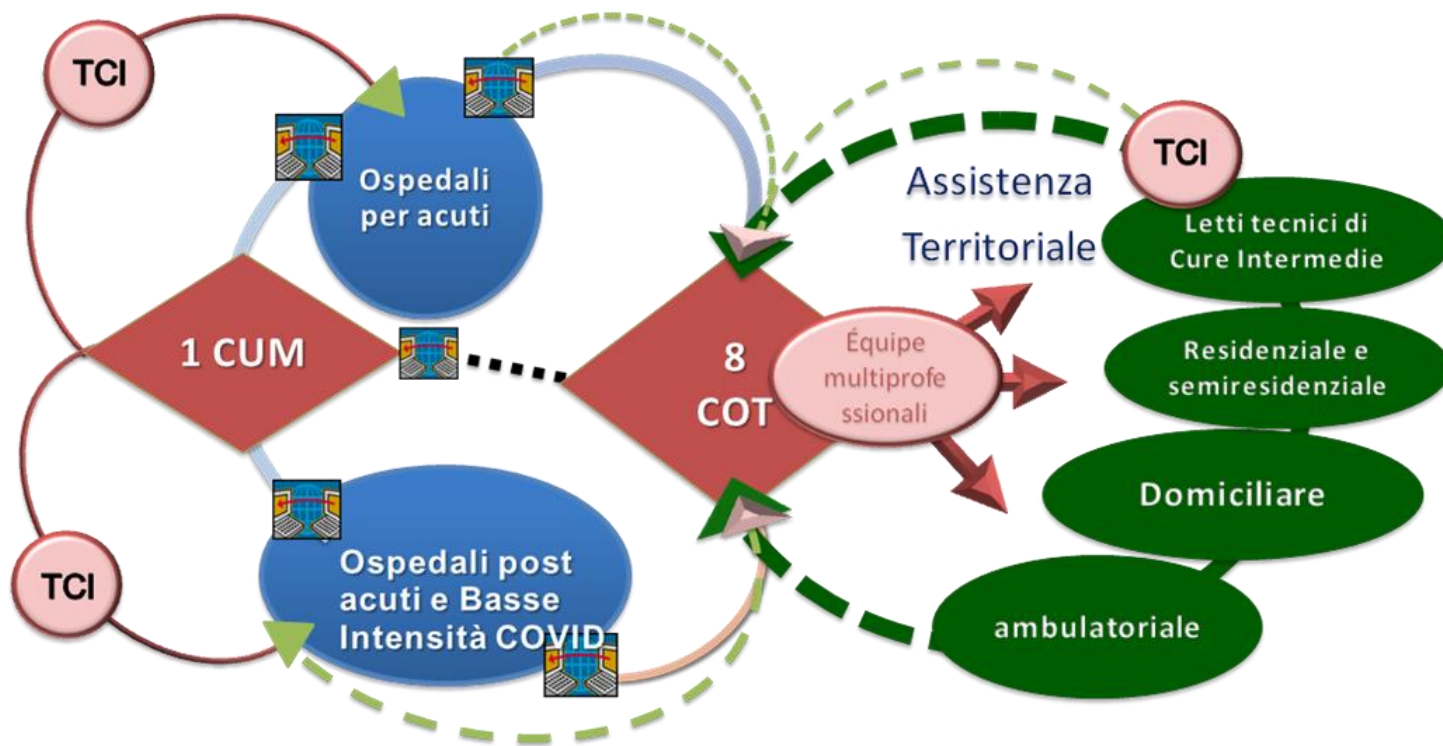 TCI
Ospedali
per acuti
1 CUM
TCI
Ospedali post
acuti e Basse
Intensità COVID
8
COT
Équipe
multiprofe
ssionali
Assistenza
Territoriale
TCI
Letti tecnici di
Cure Intermedie
Residenziale e
semiresidenziale
Domiciliare
ambulatoriale